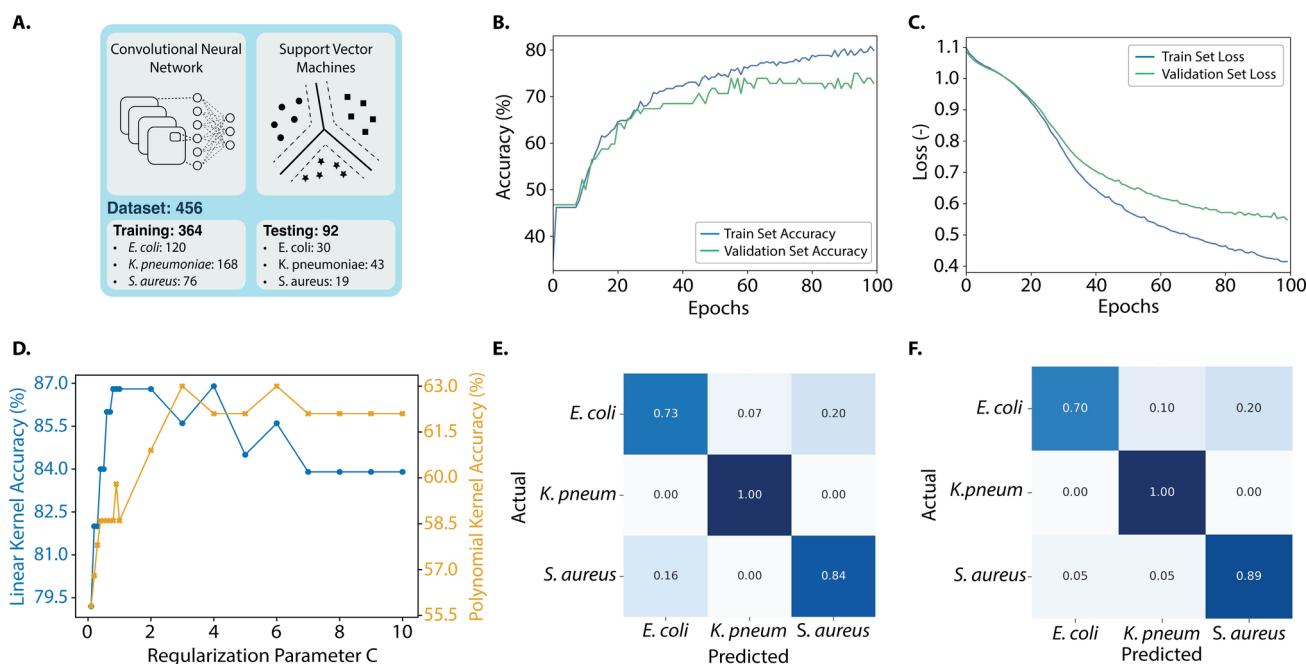 A.
Convolutional Neural
Network
Support Vector
Machines
Dataset: 456
Training: 364
• E. coli: 120
• K. pneumoniae: 168
• S. aureus: 76
Testing: 92
• E. coli: 30
• K. pneumoniae: 43
• S. aureus: 19
B.
Accuracy (%)
80
70
60
50
40
Train Set Accuracy
Validation Set Accuracy
0
20
40
60
80
100
Epochs
C.
Loss (-)
1.1
1.0
0.9
0.8
0.7
0.6
0.5
0.4
Train Set Loss
Validation Set Loss
0
20
40
60
80
100
Epochs
D.
Linear Kernel Accuracy (%)
87.0
85.5
84.0
82.5
81.0
79.5
Polynomial Kernel Accuracy (%)
63.0
61.5
60.0
58.5
57.0
55.5
0
2
4
6
8
10
Regularization Parameter C
E.
Actual
E. coli
0.73
0.07
0.20
K. pneum
0.00
1.00
0.00
S. aureus
0.16
0.00
0.84
E. coli
K. pneum
S. aureus
Predicted
F.
Actual
E. coli
0.70
0.10
0.20
K.pneum
0.00
1.00
0.00
S. aureus
0.05
0.05
0.89
E. coli
K. pneum
S. aureus
Predicted